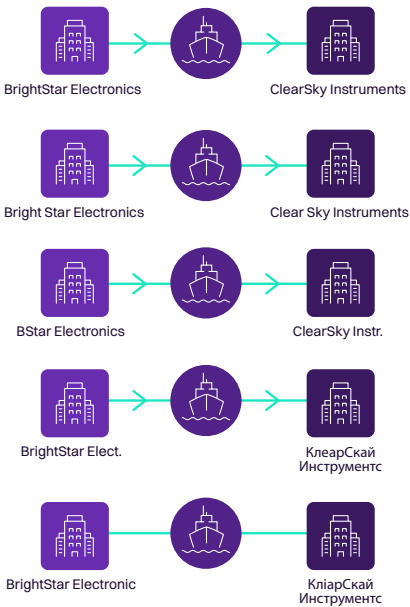 BrightStar Electronics
ClearSky Instruments
Bright Star Electronics
Clear Sky Instruments
BStar Electronics
ClearSky Instr.
BrightStar Elect.
КлеарСкай
Инструментс
BrightStar Electronic
КліарСкай
Инструментс